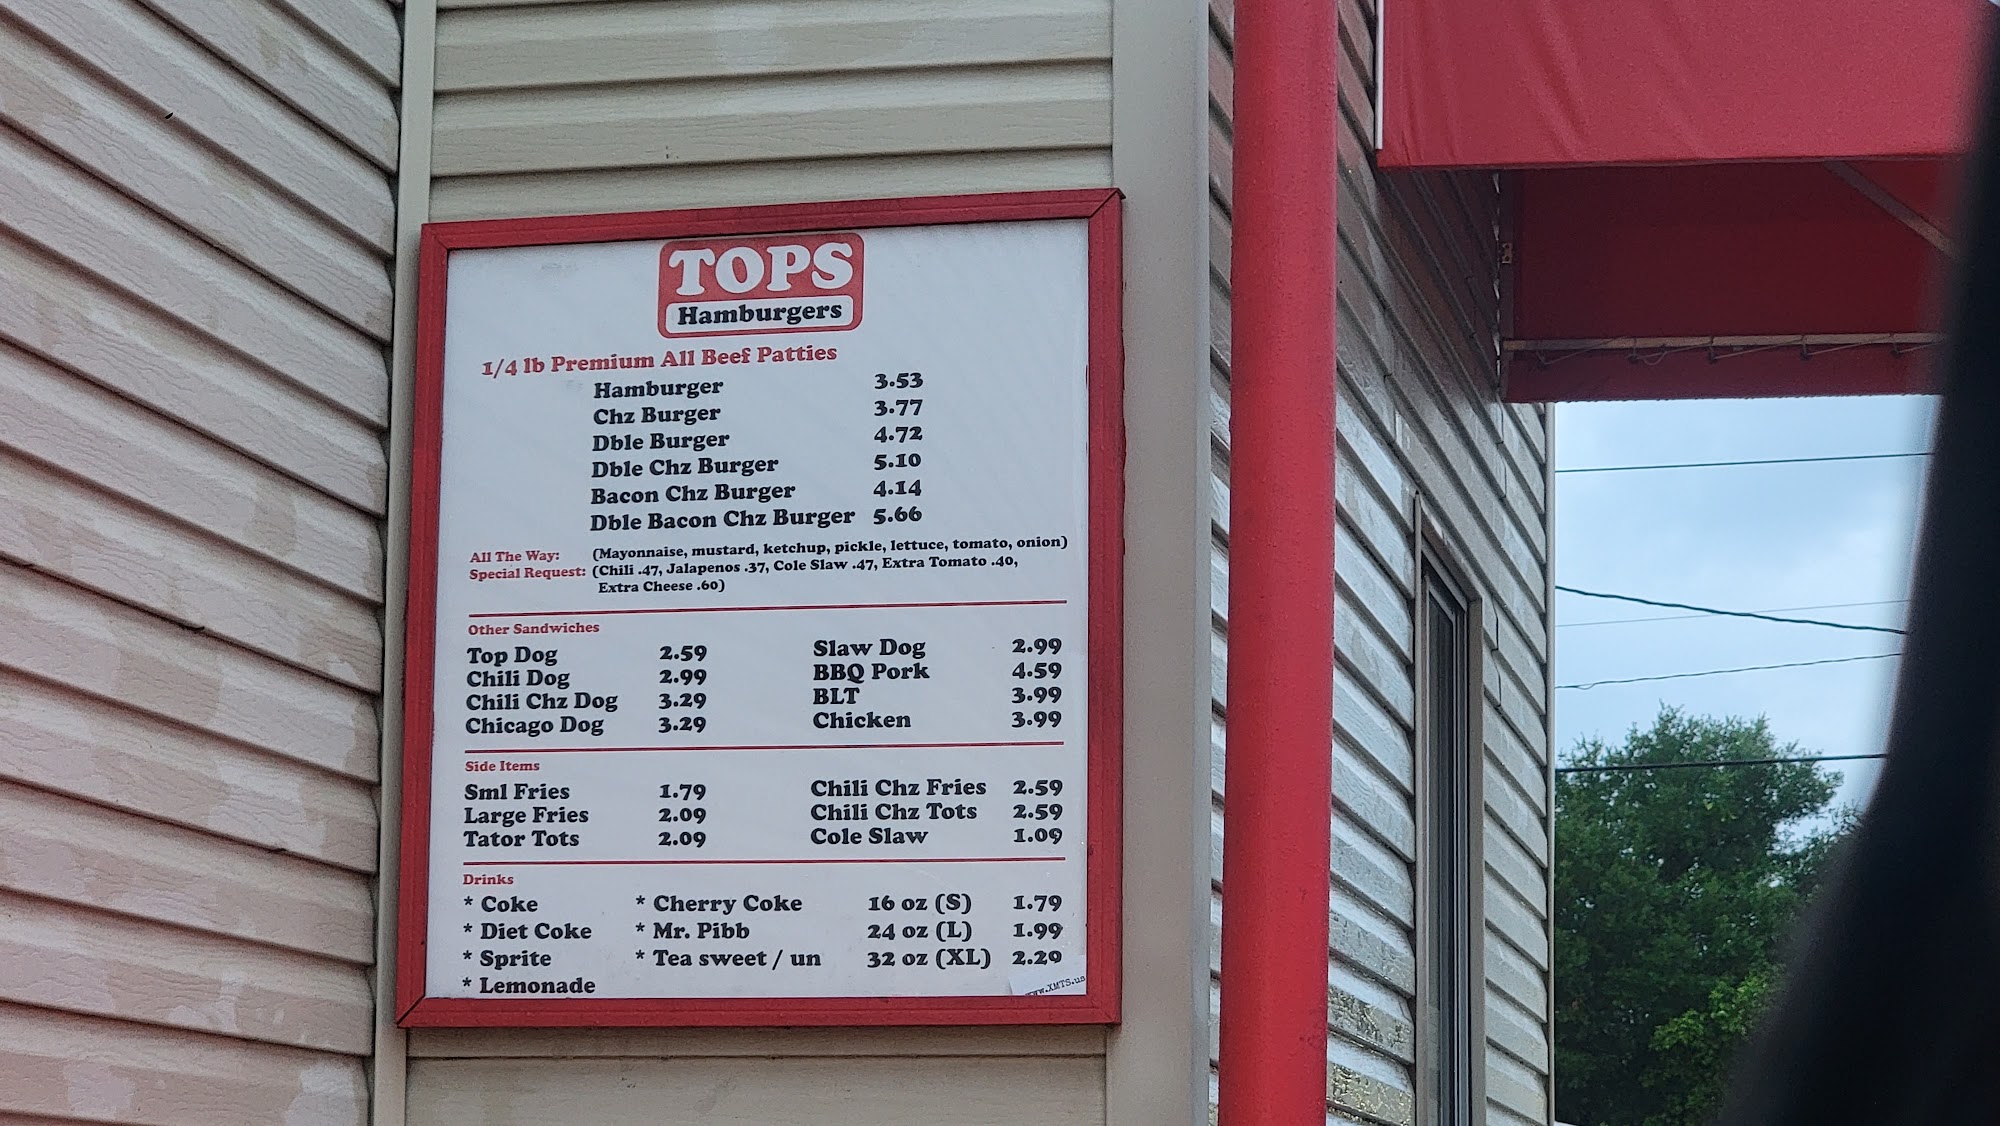 TOPS
Hamburgers
1/4 lb Premium All Beef Patties
Hamburger 3.53
Chz Burger 3.77
Dble Burger 4.72
Dble Chz Burger 5.10
Bacon Chz Burger 4.14
Dble Bacon Chz Burger 5.66
All The Way: (Mayonnaise, mustard, ketchup, pickle, lettuce, tomato, onion)
Special Request: (Chili .47, Jalapenos .37, Cole Slaw .47, Extra Tomato .40,
Extra Cheese .60)
Other Sandwiches
Top Dog 2.59 Slaw Dog 2.99
Chili Dog 2.99 BBQ Pork 4.59
Chili Chz Dog 3.29 BLT 3.99
Chicago Dog 3.29 Chicken 3.99
Side Items
Sml Fries 1.79 Chili Chz Fries 2.59
Large Fries 2.09 Chili Chz Tots 2.59
Tator Tots 2.09 Cole Slaw 1.09
Drinks
* Coke * Cherry Coke 16 oz (S) 1.79
* Diet Coke * Mr. Pibb 24 oz (L) 1.99
* Sprite * Tea sweet / un 32 oz (XL) 2.29
* Lemonade
www.XMTS.us